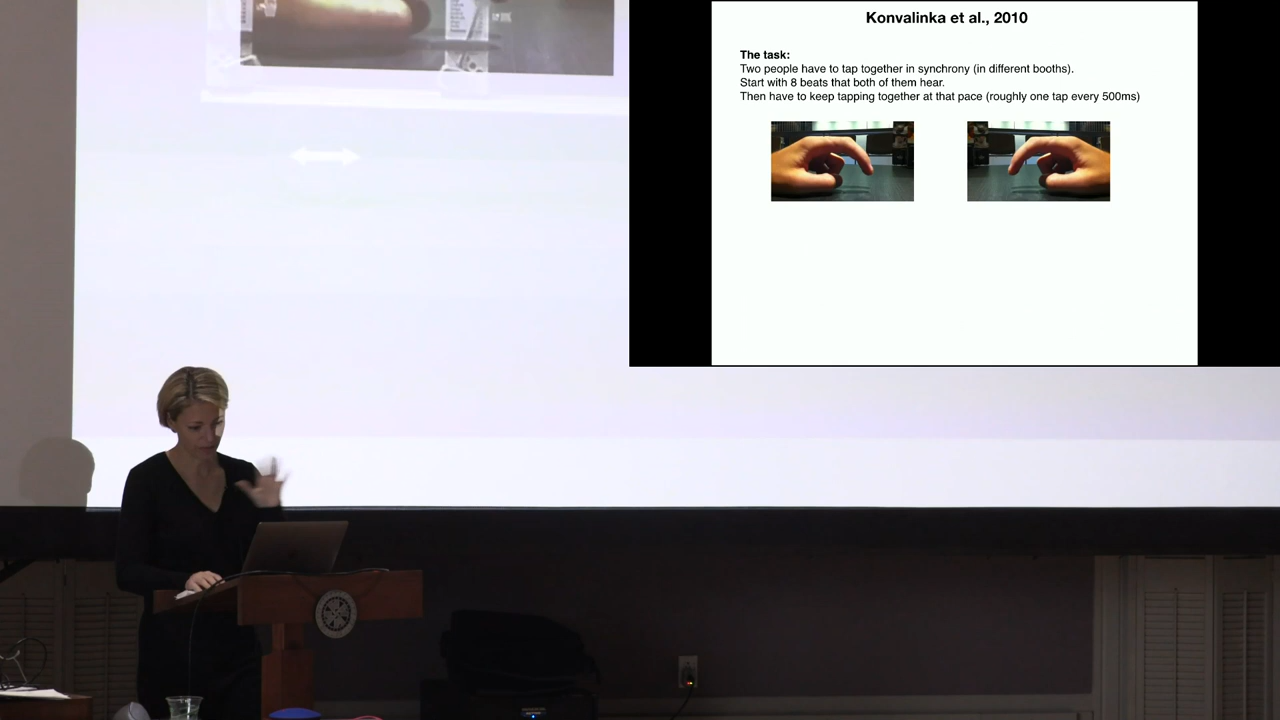 Konvalinka et al., 2010
The task:
Two people have to tap together in synchrony (in different booths).
Start with 8 beats that both of them hear.
Then have to keep tapping together at that pace (roughly one tap every 500ms)